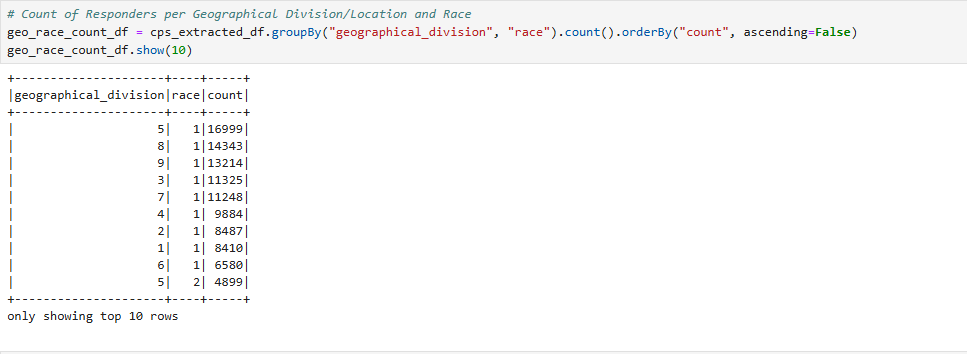 # Count of Responders per Geographical Division/Location and Race
geo_race_count_df = cps_extracted_df.groupBy("geographical_division", "race").count().orderBy("count", ascending=False)
geo_race_count_df.show(10)
+---------------------+----+-----+
|geographical_division|race|count|
+---------------------+----+-----+
|                    5|   1|16999|
|                    8|   1|14343|
|                    9|   1|13214|
|                    3|   1|11325|
|                    7|   1|11248|
|                    4|   1| 9884|
|                    2|   1| 8487|
|                    1|   1| 8410|
|                    6|   1| 6580|
|                    5|   2| 4899|
+---------------------+----+-----+
only showing top 10 rows